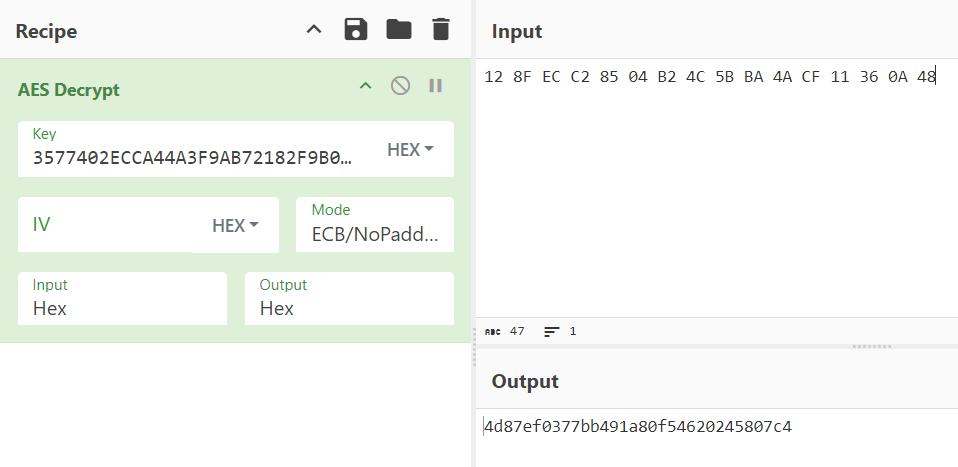 Recipe
AES Decrypt
Key
3577402ECCA44A3F9AB72182F9B0...
HEX
IV
HEX
Mode
ECB/NoPadd...
Input
Hex
Output
Hex
Input
12 8F EC C2 85 04 B2 4C 5B BA 4A CF 11 36 0A 48
ABC 47 1
Output
4d87ef0377bb491a80f54620245807c4